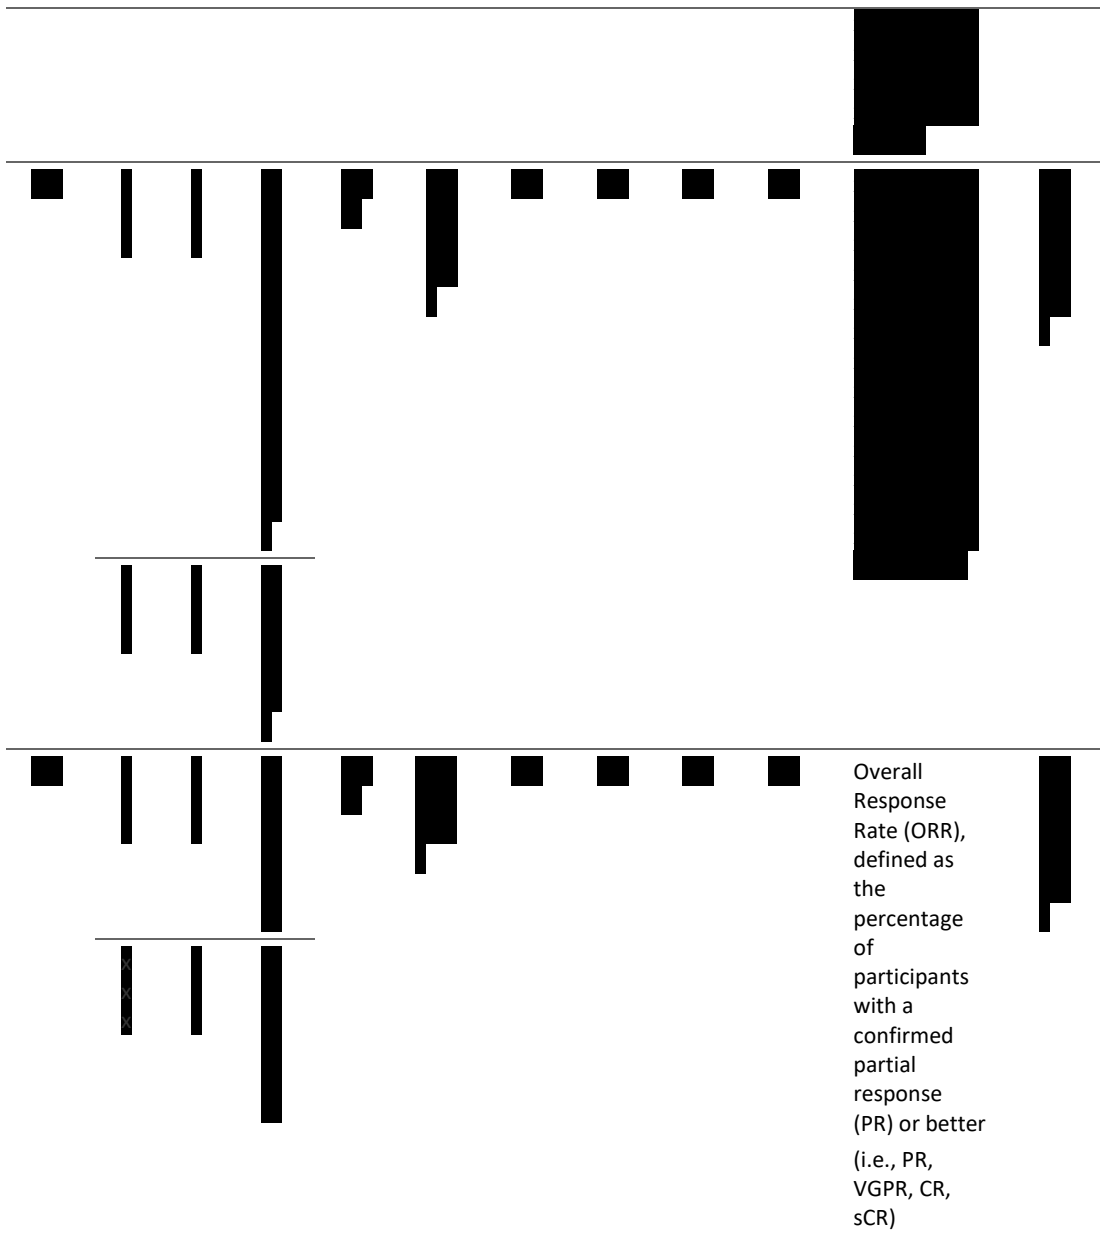 Overall
Response
Rate (ORR),
defined as
the
percentage
of
participants
with a
confirmed
partial
response
(PR) or better
(i.e., PR,
VGPR, CR,
sCR)
x
x
x